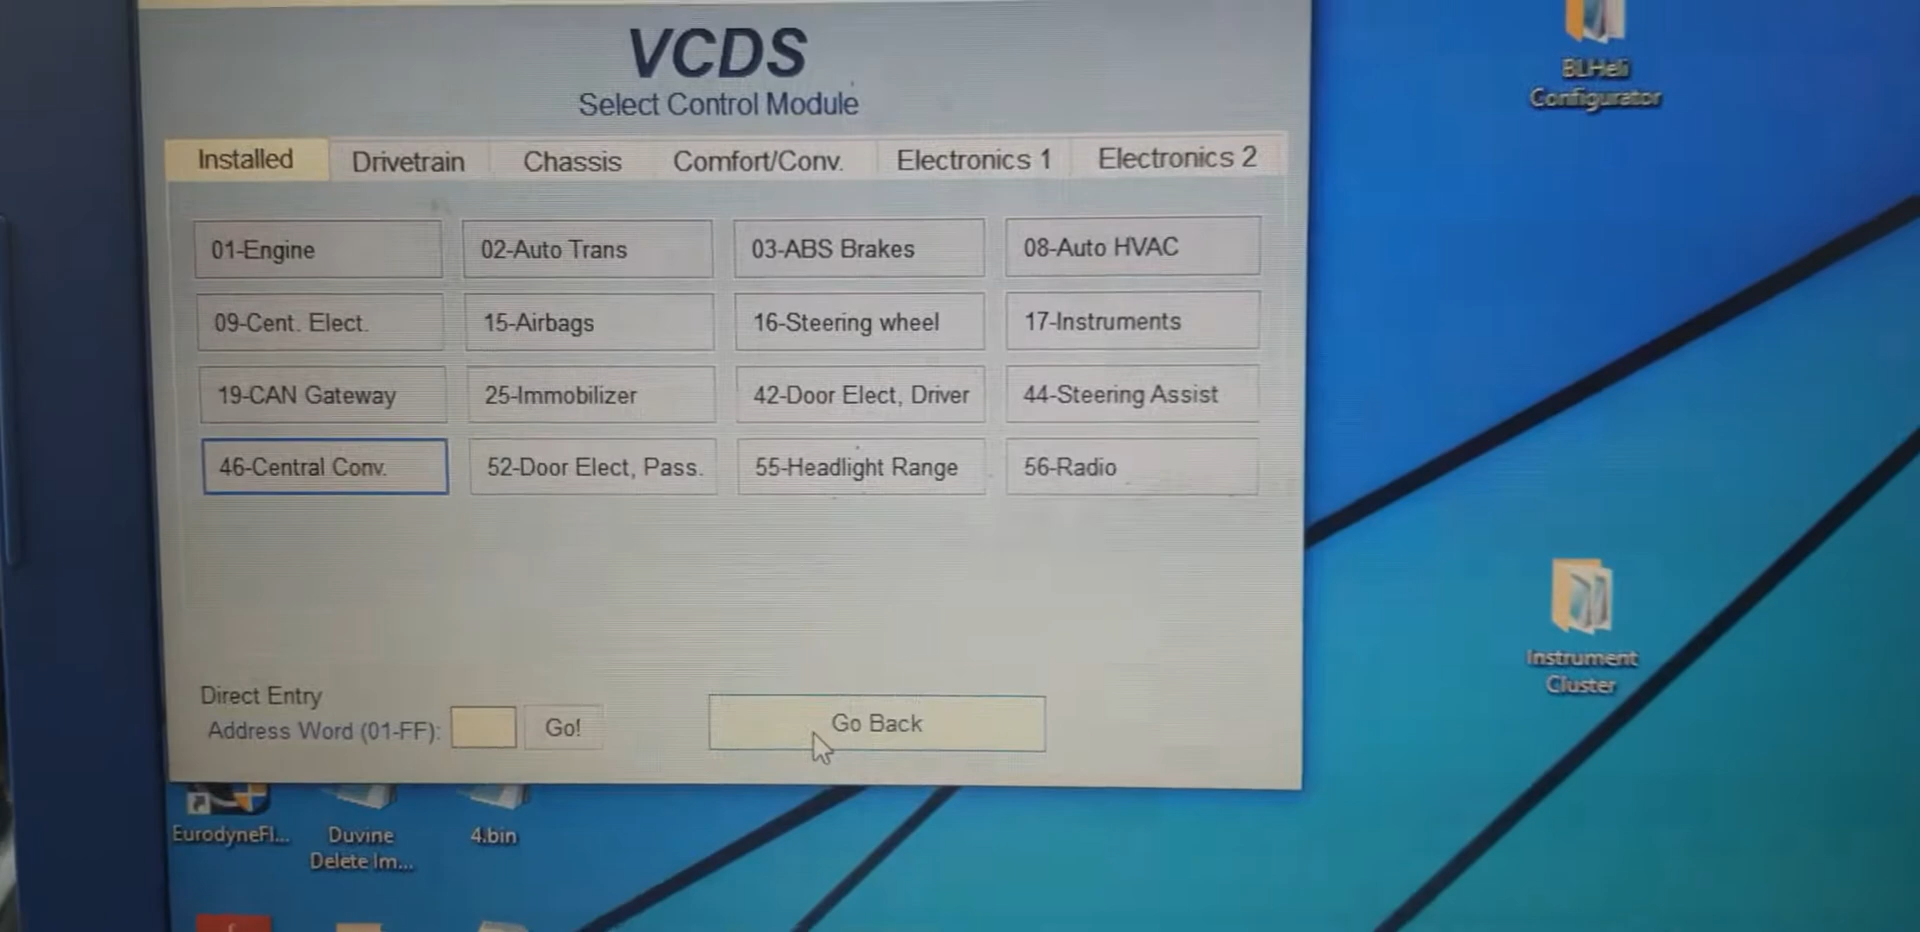 VCDS
Select Control Module
Installed Drivetrain Chassis Comfort/Conv. Electronics 1 Electronics 2
01-Engine 02-Auto Trans 03-ABS Brakes 08-Auto HVAC
09-Cent. Elect. 15-Airbags 16-Steering wheel 17-Instruments
19-CAN Gateway 25-Immobilizer 42-Door Elect, Driver 44-Steering Assist
46-Central Conv. 52-Door Elect, Pass. 55-Headlight Range 56-Radio
Direct Entry
Address Word (01-FF): Go! Go Back
BLHeli
Configurator
Instrument
Cluster
EurodyneFl... Duvine 4.bin
Delete Im...